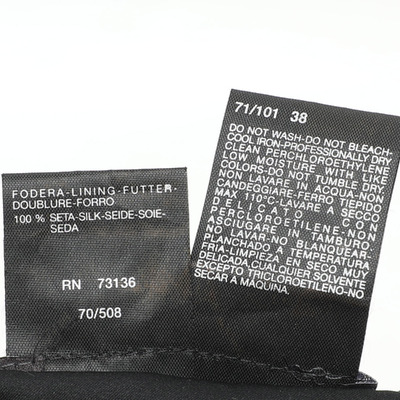 FODERA-LINING-FUTTER-
DOUBLURE-FORRO
100 % SETA-SILK-SEIDE-SOIE-
SEDA
RN 73136
70/508
71/101 38
DO NOT WASH-DO NOT BLEACH-
COOL IRON-PROFESSIONALLY DRY
CLEAN PERCHLOROETHYLENE
LOW MOISTURE WITH TRIM
COLORS-DO NOT TUMBLE DRY
NON LAVARE IN ACQUA-NON
CANDEGGIARE-FERRO TIEPIDO
MAX 110°C-LAVARE A SECCO
DELICATO CON
PERCLOROETILENE-NON
ASCIUGARE IN TAMBURO
NO LAVAR-NO BLANQUEAR-
PLANCHADO A TEMPERATURA
FRIA-LIMPIEZA EN SECO MUY
DELICADA, CUALQUIER SOLVENTE
EXCEPTO TRICLOROETILENO-NO
SECAR A MAQUINA.